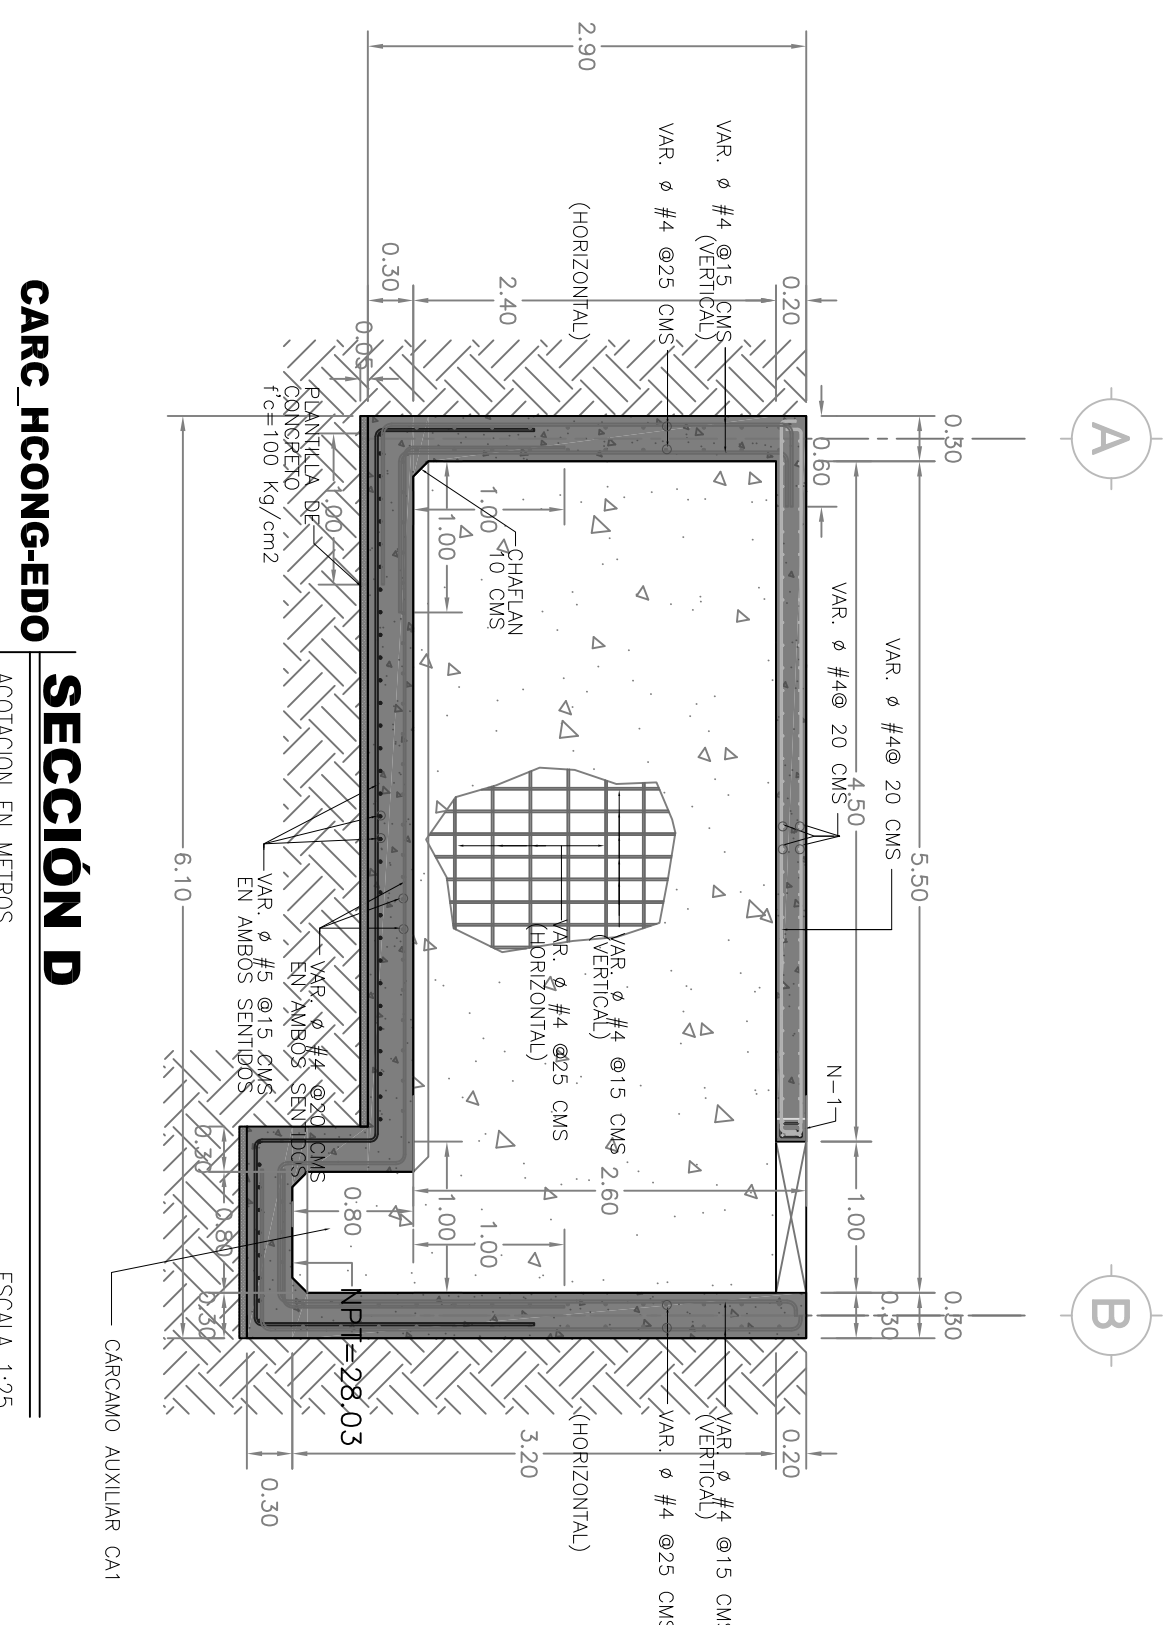 A
B
0.30
5.50
0.30
0.60
4.50
1.00
0.30
VAR. ø #4@ 20 CMS
VAR. ø #4@ 20 CMS
N-1
2.90
0.20
2.40
0.30
0.05
VAR. ø #4 @15 CMS
(VERTICAL)
VAR. ø #4 @25 CMS
(HORIZONTAL)
CHAFLAN
10 CMS
1.00
1.00
VAR. ø #4 @15 CMS
(VERTICAL)
VAR. ø #4 @25 CMS
(HORIZONTAL)
2.60
1.00
1.00
0.80
VAR. ø #4 @15 CMS
(VERTICAL)
VAR. ø #4 @25 CMS
(HORIZONTAL)
0.20
3.20
0.30
NPT=28.03
PLANTILLA DE
CONCRETO
f'c=100 Kg/cm2
1.00
VAR. ø #4 @20 CMS
EN AMBOS SENTIDOS
VAR. ø #5 @15 CMS
EN AMBOS SENTIDOS
0.30
0.80
0.30
6.10
CÁRCAMO AUXILIAR CA1
CARC_HCONG-EDO
SECCIÓN D
ACOTACION EN METROS
ESCALA 1:25